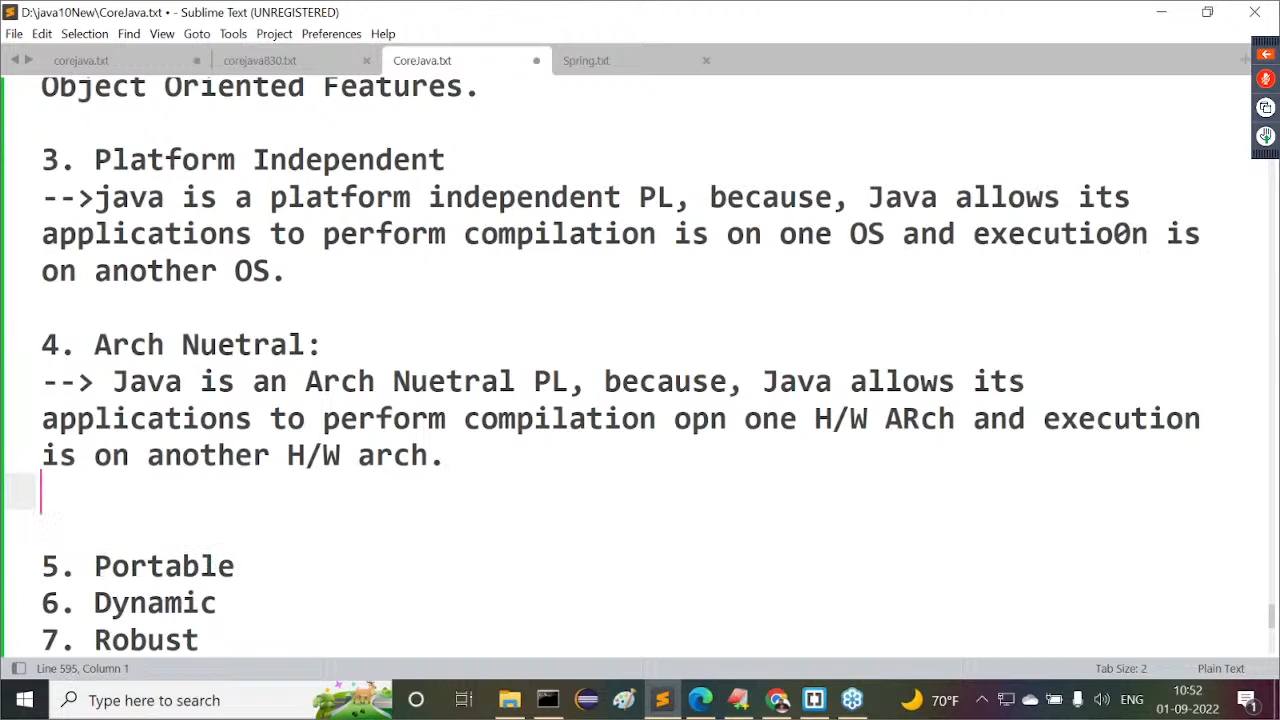 D:\java10New\CoreJava.txt • - Sublime Text (UNREGISTERED)
File Edit Selection Find View Goto Tools Project Preferences Help
corejava.txt corejava830.txt CoreJava.txt Spring.txt
Object Oriented Features.
3. Platform Independent
-->java is a platform independent PL, because, Java allows its
applications to perform compilation is on one OS and executio0n is
on another OS.
4. Arch Nuetral:
--> Java is an Arch Nuetral PL, because, Java allows its
applications to perform compilation opn one H/W ARch and execution
is on another H/W arch.
5. Portable
6. Dynamic
7. Robust
Line 595, Column 1 Tab Size: 2 Plain Text
Type here to search 70°F ENG 10:52
01-09-2022 1